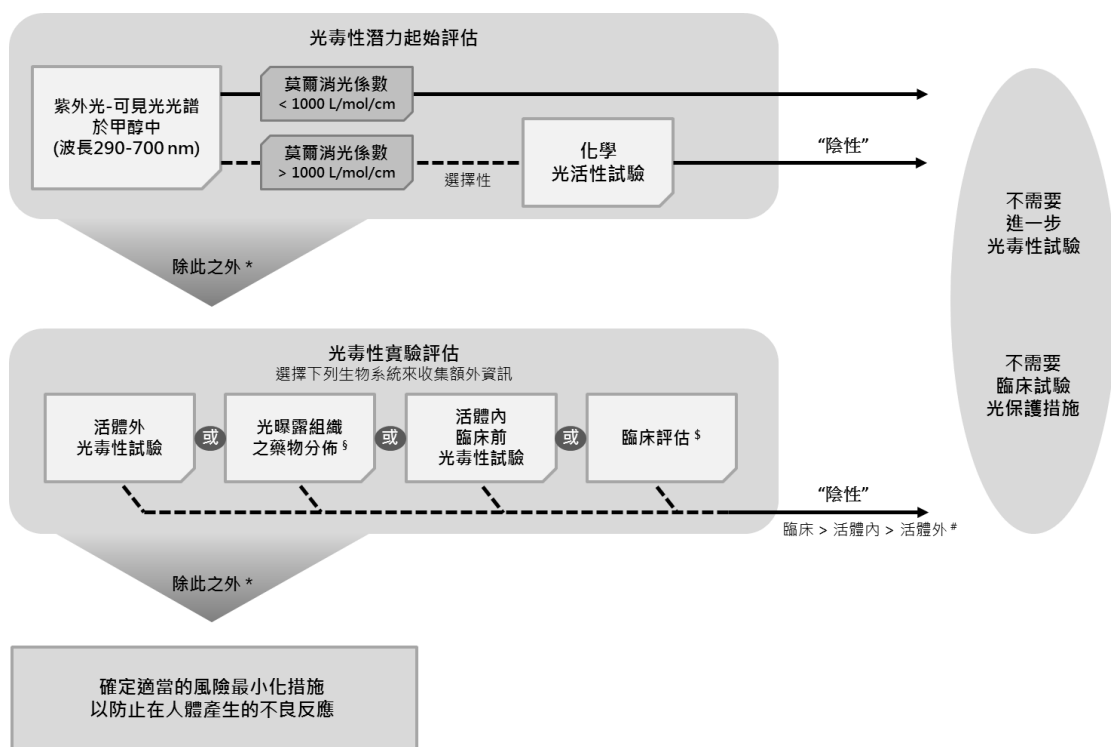 光毒性潛力起始評估
紫外光-可見光光譜
於甲醇中
(波長290-700 nm)
莫爾消光係數
< 1000 L/mol/cm
莫爾消光係數
> 1000 L/mol/cm
選擇性
化學
光活性試驗
“陰性”
不需要
進一步
光毒性試驗
不需要
臨床試驗
光保護措施
除此之外 *
光毒性實驗評估
選擇下列生物系統來收集額外資訊
活體外
光毒性試驗
或
光曝露組織
之藥物分佈 §
或
活體內
臨床前
光毒性試驗
或
臨床評估 $
“陰性”
臨床 > 活體內 > 活體外 #
除此之外 *
確定適當的風險最小化措施
以防止在人體產生的不良反應